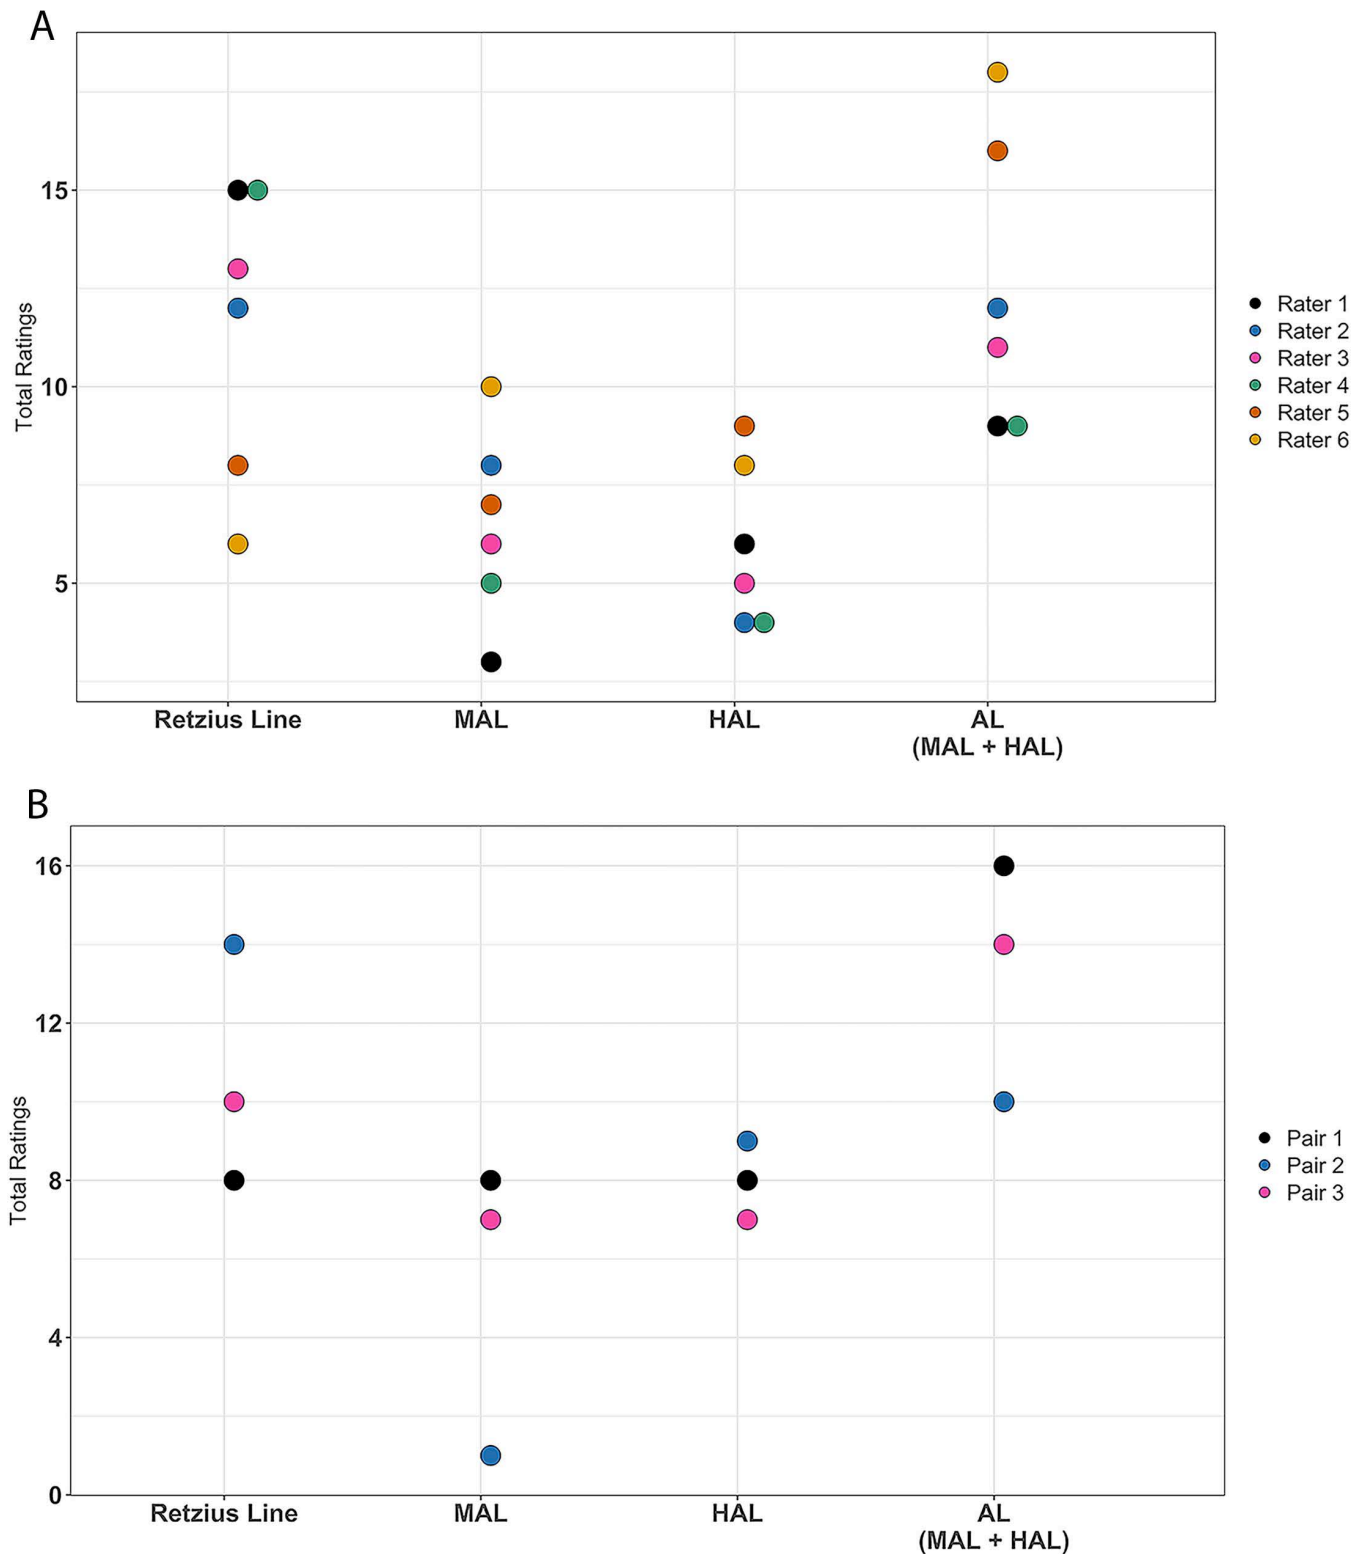 A
Total Ratings
15
10
5
Retzius Line MAL HAL AL
(MAL + HAL)
Rater 1
Rater 2
Rater 3
Rater 4
Rater 5
Rater 6
B
Total Ratings
16
12
8
4
0
Retzius Line MAL HAL AL
(MAL + HAL)
Pair 1
Pair 2
Pair 3